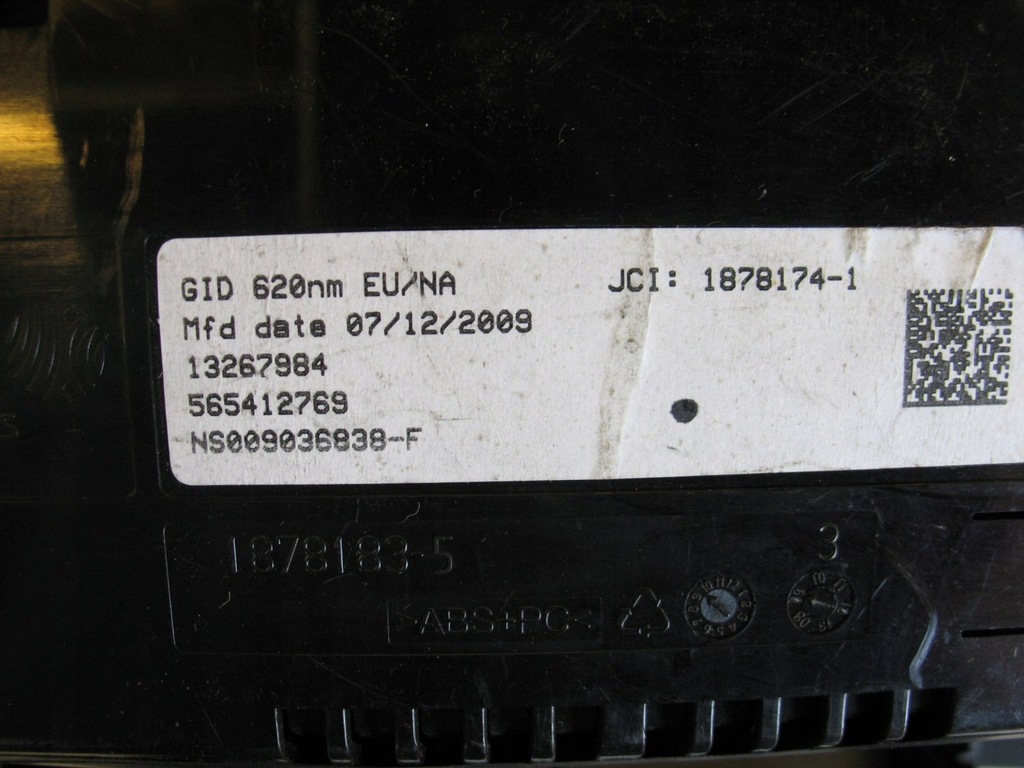 GID 620nm EU/NA JCI: 1878174-1
Mfd date 07/12/2009
13267984
565412769
NS009036838-F
1878183-5 3
>ABS+PC<